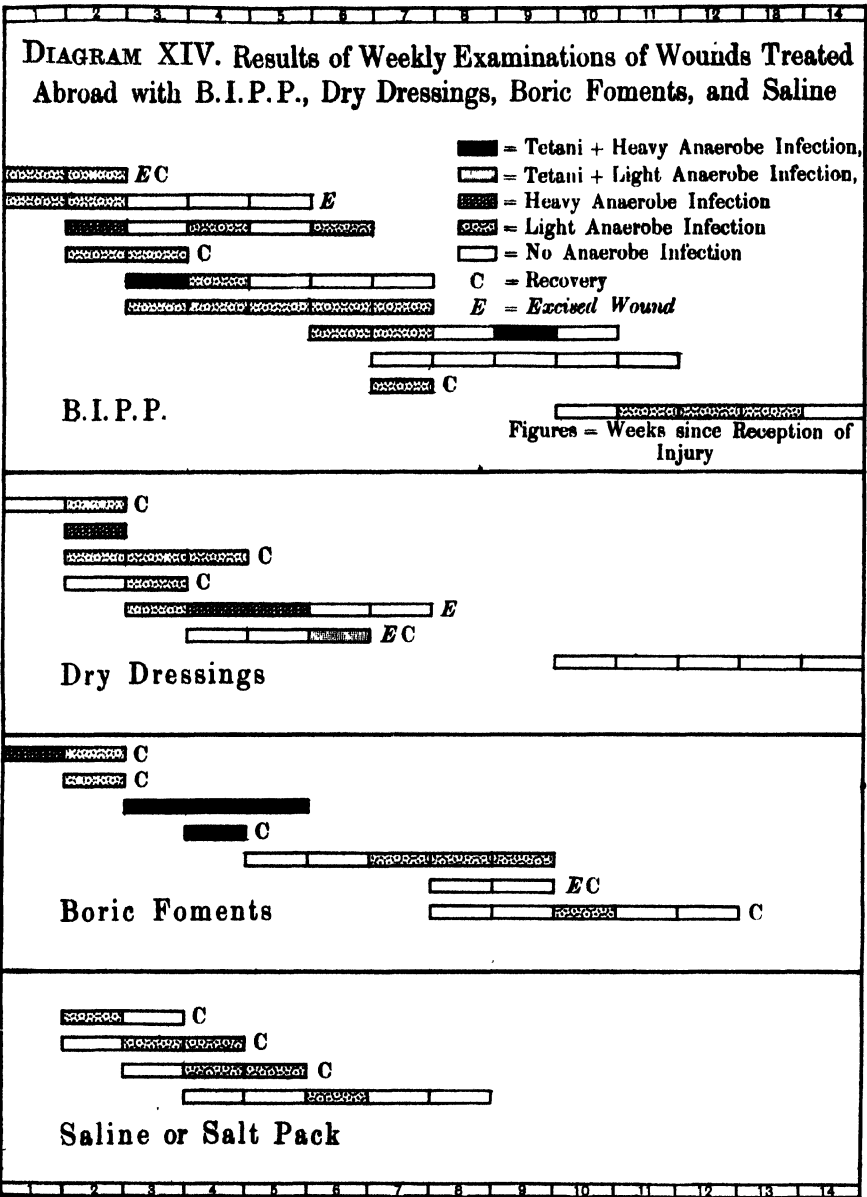 1 2 3 4 5 6 7 8 9 10 11 12 13 14
DIAGRAM XIV. Results of Weekly Examinations of Wounds Treated
Abroad with B.I.P.P., Dry Dressings, Boric Foments, and Saline
= Tetani + Heavy Anaerobe Infection,
= Tetani + Light Anaerobe Infection,
= Heavy Anaerobe Infection
= Light Anaerobe Infection
= No Anaerobe Infection
C = Recovery
E = Excised Wound
E C
E
C
C
B.I.P.P.
Figures = Weeks since Reception of
Injury
C
C
C
E
E C
Dry Dressings
C
C
C
E C
C
Boric Foments
C
C
C
Saline or Salt Pack
1 2 3 4 5 6 7 8 9 10 11 12 13 14